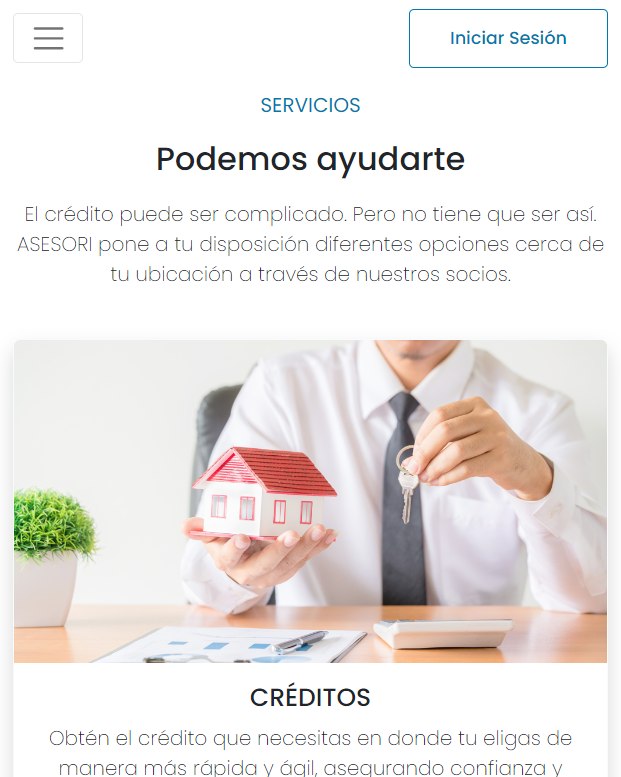 Iniciar Sesión
SERVICIOS
Podemos ayudarte
El crédito puede ser complicado. Pero no tiene que ser así.
ASESORI pone a tu disposición diferentes opciones cerca de
tu ubicación a través de nuestros socios.
CRÉDITOS
Obtén el crédito que necesitas en donde tu eligas de
manera más rápida y ágil, asegurando confianza y